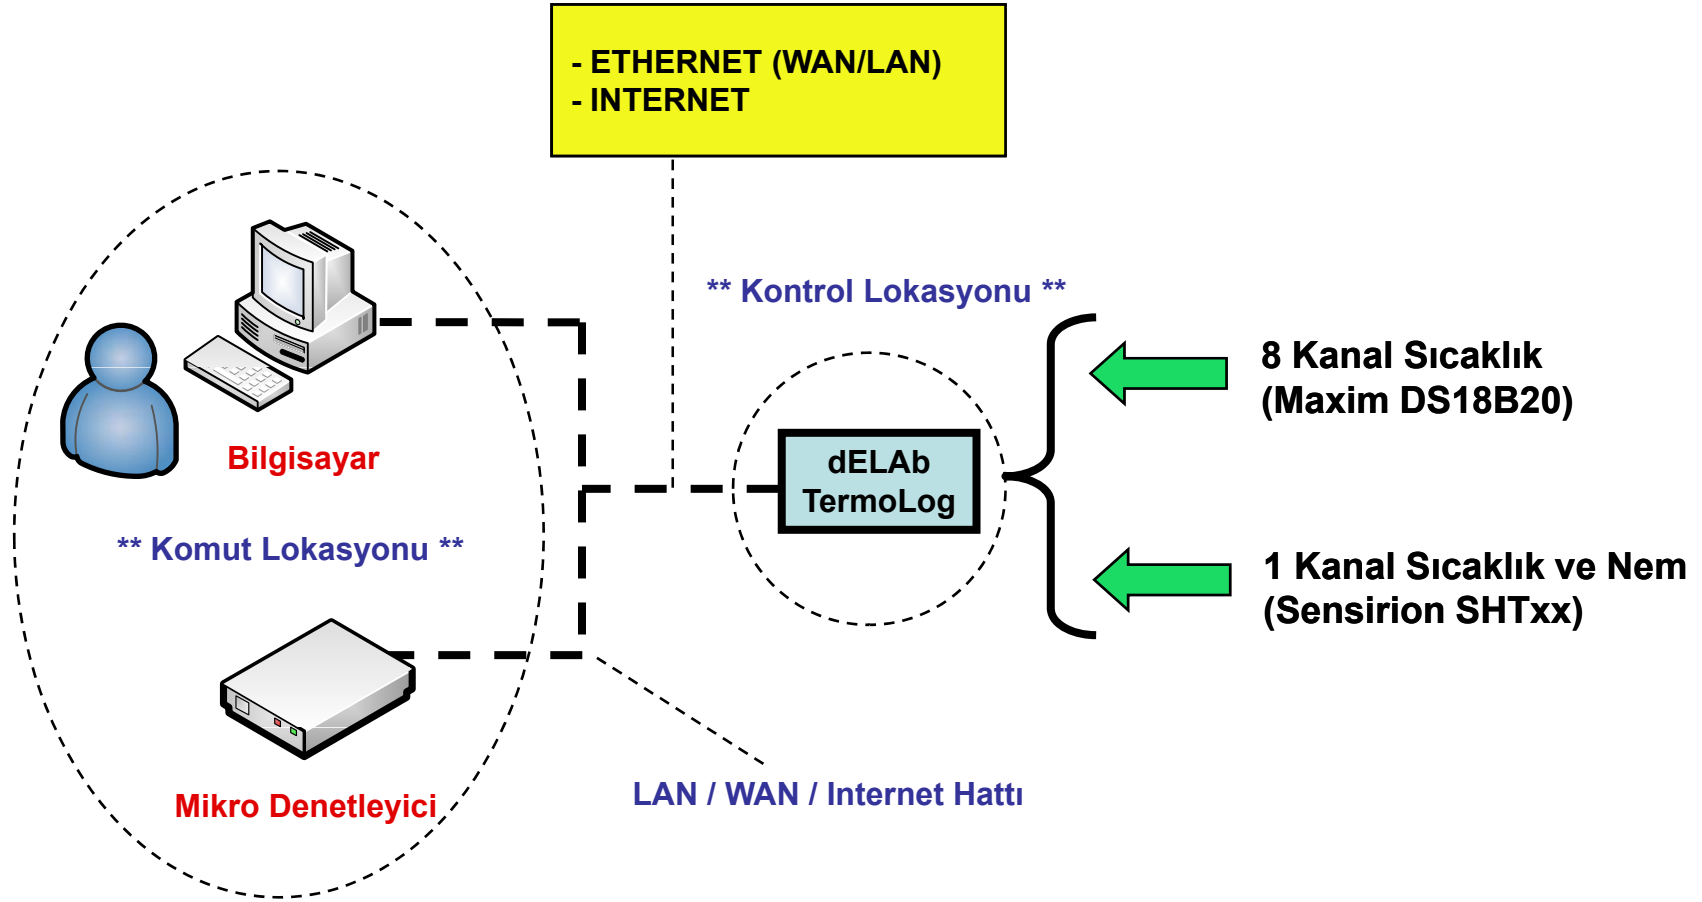 - ETHERNET (WAN/LAN)
- INTERNET
** Kontrol Lokasyonu **
8 Kanal Sıcaklık
(Maxim DS18B20)
Bilgisayar
dELAb
TermoLog
** Komut Lokasyonu **
1 Kanal Sıcaklık ve Nem
(Sensirion SHTxx)
Mikro Denetleyici
LAN / WAN / Internet Hattı